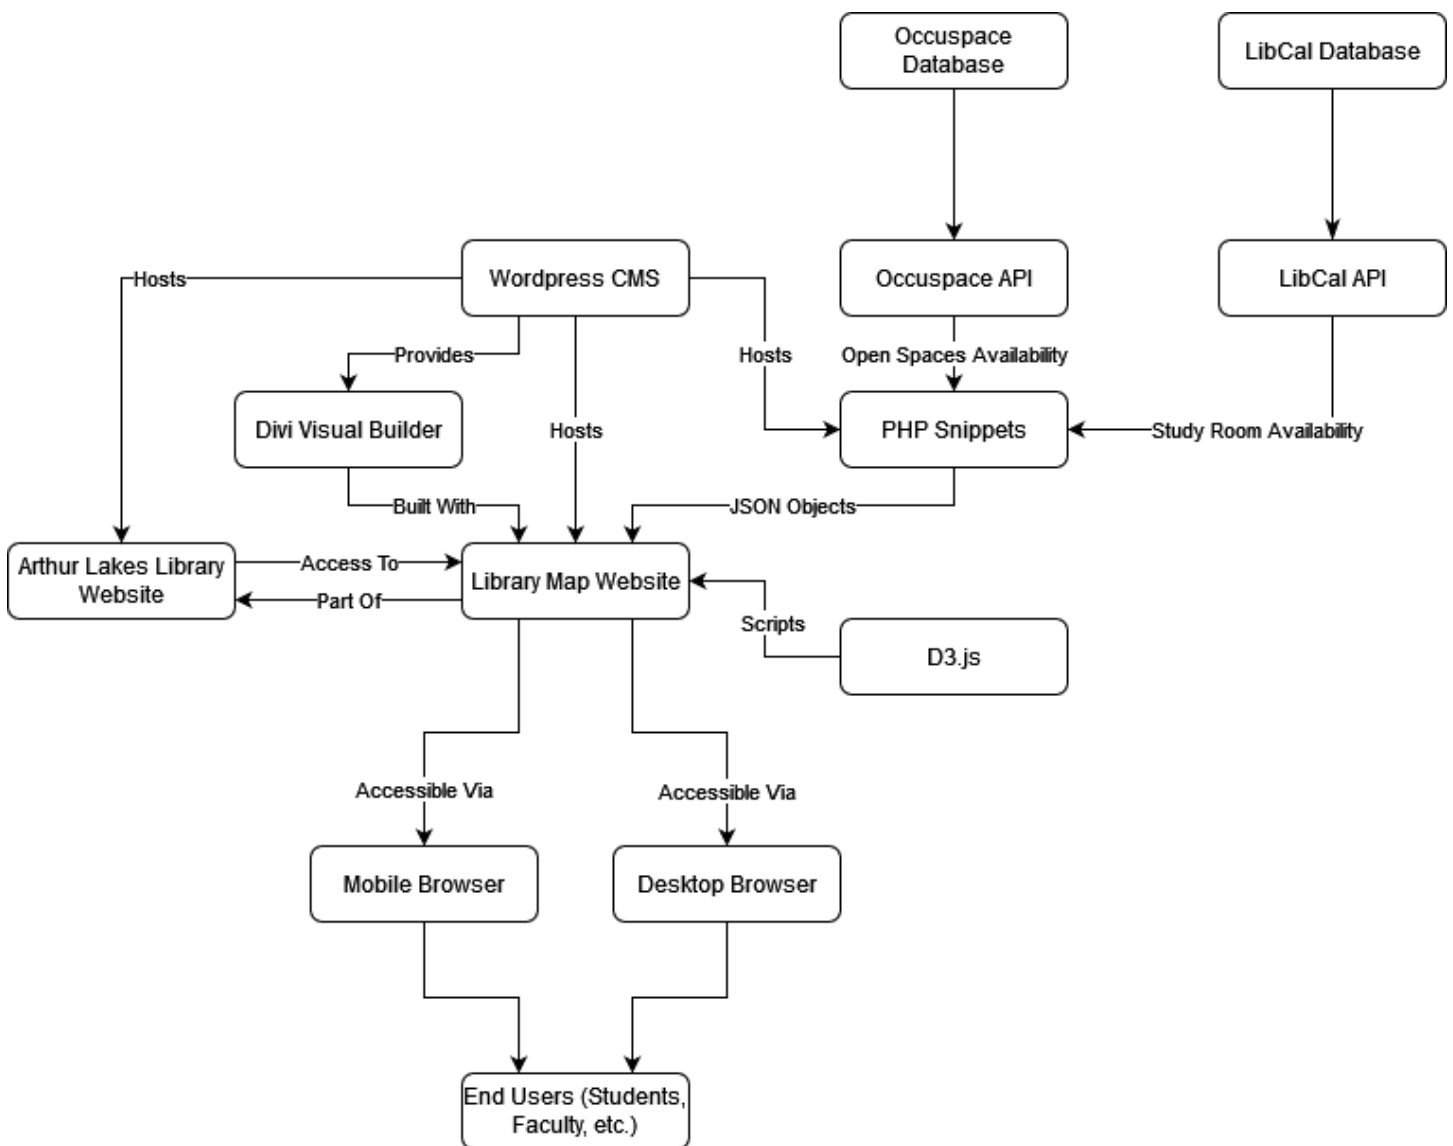 Occuspace
Database
LibCal Database
Wordpress CMS
Occuspace API
LibCal API
Hosts
Provides
Hosts
Open Spaces Availability
Divi Visual Builder
Hosts
PHP Snippets
Study Room Availability
Built With
JSON Objects
Arthur Lakes Library
Website
Access To
Part Of
Library Map Website
Scripts
D3.js
Accessible Via
Accessible Via
Mobile Browser
Desktop Browser
End Users (Students,
Faculty, etc.)